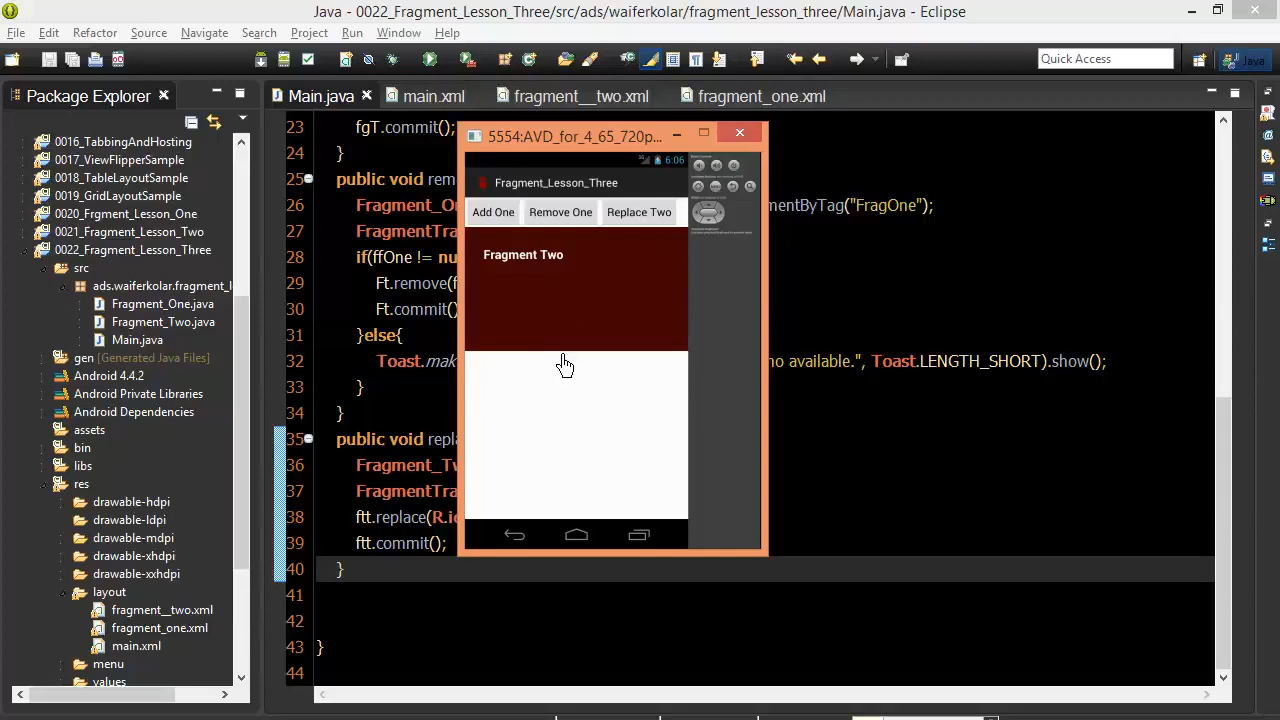 Java - 0022_Fragment_Lesson_Three/src/ads/waiferkolar/fragment_lesson_three/Main.java - Eclipse
File Edit Refactor Source Navigate Search Project Run Window Help
Quick Access
Java
Package Explorer
Main.java main.xml fragment__two.xml fragment_one.xml
0016_TabbingAndHosting
0017_ViewFlipperSample
0018_TableLayoutSample
0019_GridLayoutSample
0020_Frgment_Lesson_One
0021_Fragment_Lesson_Two
0022_Fragment_Lesson_Three
src
ads.waiferkolar.fragment_l
Fragment_One.java
Fragment_Two.java
Main.java
gen [Generated Java Files]
Android 4.4.2
Android Private Libraries
Android Dependencies
assets
bin
libs
res
drawable-hdpi
drawable-ldpi
drawable-mdpi
drawable-xhdpi
drawable-xxhdpi
layout
fragment__two.xml
fragment_one.xml
main.xml
menu
values
23 fgT.commit();
24 }
25 public void rem
26 Fragment_On mentByTag("FragOne");
27 FragmentTra
28 if(ffOne != nu
29 Ft.remove(f
30 Ft.commit()
31 }else{
32 Toast.mak no available.", Toast.LENGTH_SHORT).show();
33 }
34 }
35 public void repla
36 Fragment_Tw
37 FragmentTra
38 ftt.replace(R.id
39 ftt.commit();
40 }
41
42
43 }
44
5554:AVD_for_4_65_720p...
6:06
Fragment_Lesson_Three
Add One Remove One Replace Two
Fragment Two